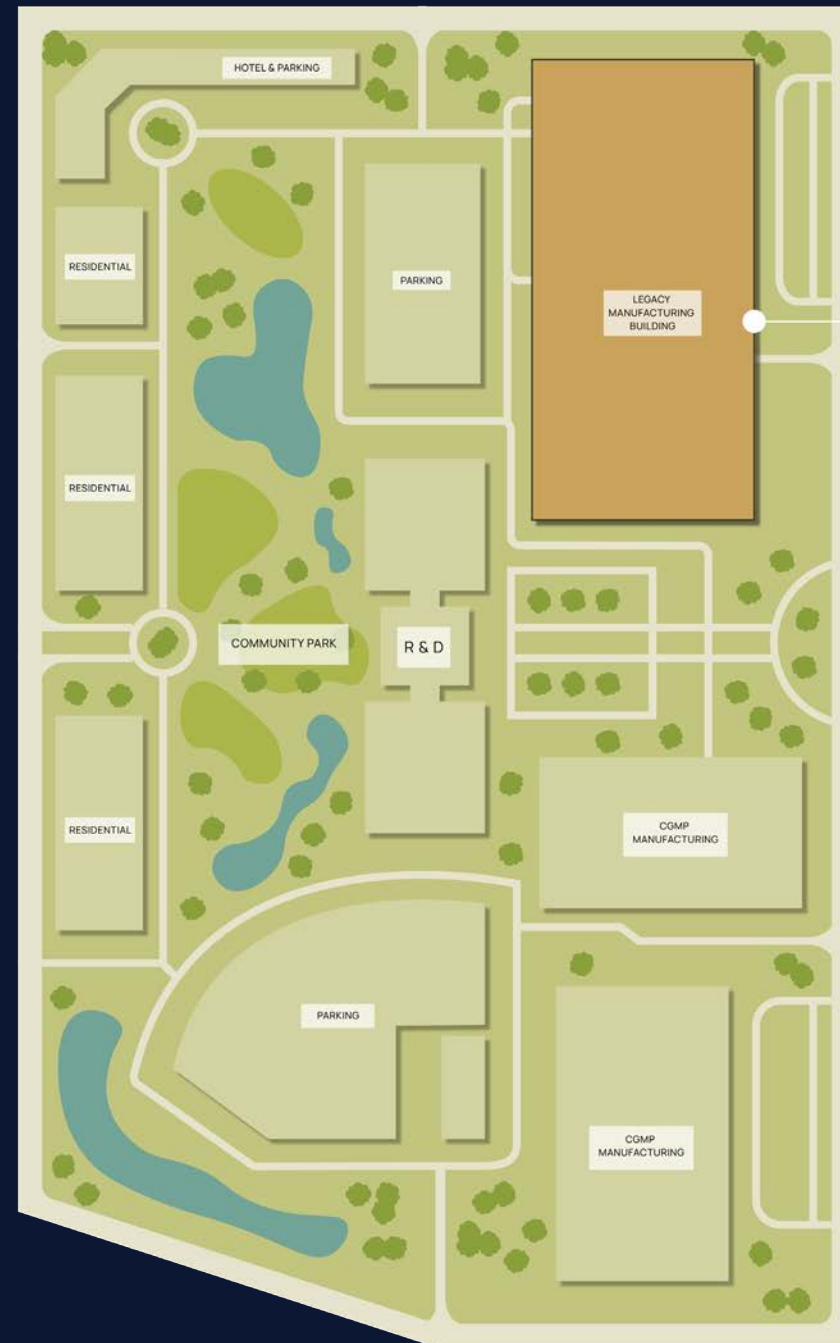 HOTEL & PARKING
RESIDENTIAL
PARKING
LEGACY
MANUFACTURING
BUILDING
RESIDENTIAL
COMMUNITY PARK
R & D
RESIDENTIAL
CGMP
MANUFACTURING
PARKING
CGMP
MANUFACTURING